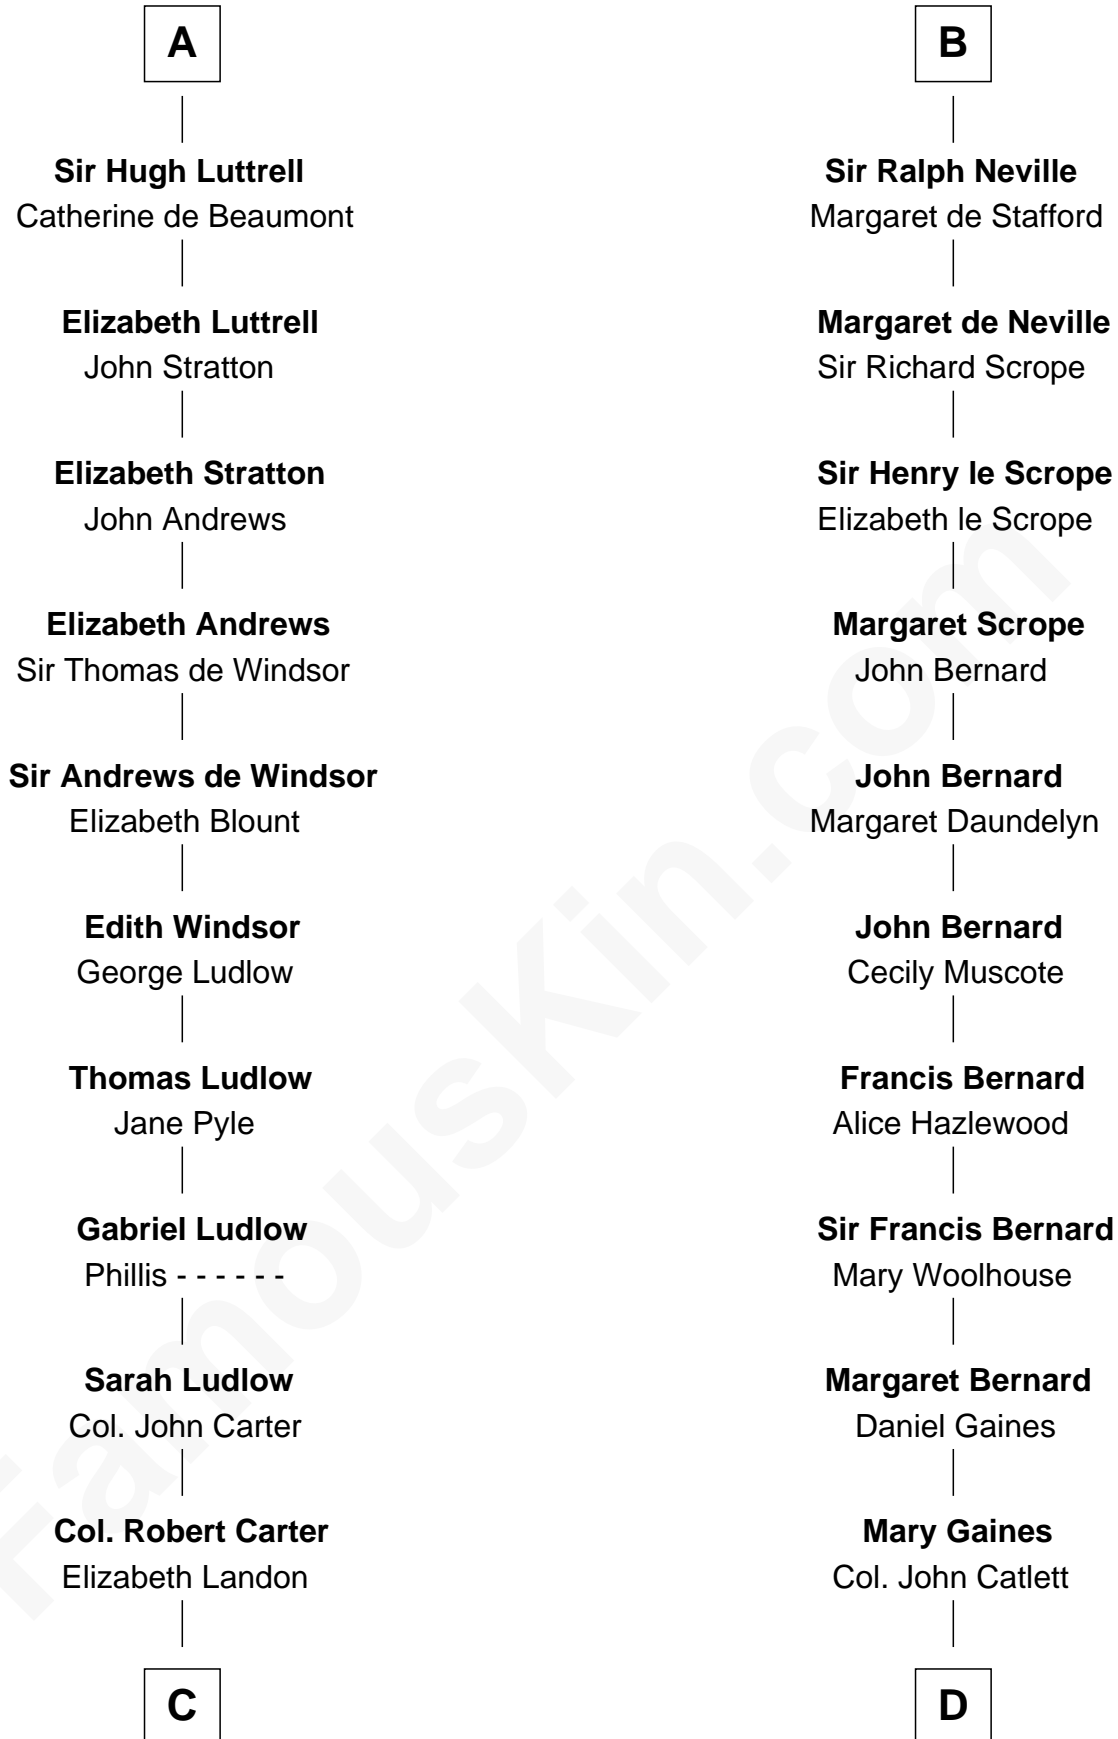 A
Sir Hugh Luttrell
Catherine de Beaumont
Elizabeth Luttrell
John Stratton
Elizabeth Stratton
John Andrews
Elizabeth Andrews
Sir Thomas de Windsor
Sir Andrews de Windsor
Elizabeth Blount
Edith Windsor
George Ludlow
Thomas Ludlow
Jane Pyle
Gabriel Ludlow
Phillis - - - - - -
Sarah Ludlow
Col. John Carter
Col. Robert Carter
Elizabeth Landon
C
B
Sir Ralph Neville
Margaret de Stafford
Margaret de Neville
Sir Richard Scrope
Sir Henry le Scrope
Elizabeth le Scrope
Margaret Scrope
John Bernard
John Bernard
Margaret Daundelyn
John Bernard
Cecily Muscote
Francis Bernard
Alice Hazlewood
Sir Francis Bernard
Mary Woolhouse
Margaret Bernard
Daniel Gaines
Mary Gaines
Col. John Catlett
D
FamousKin.com